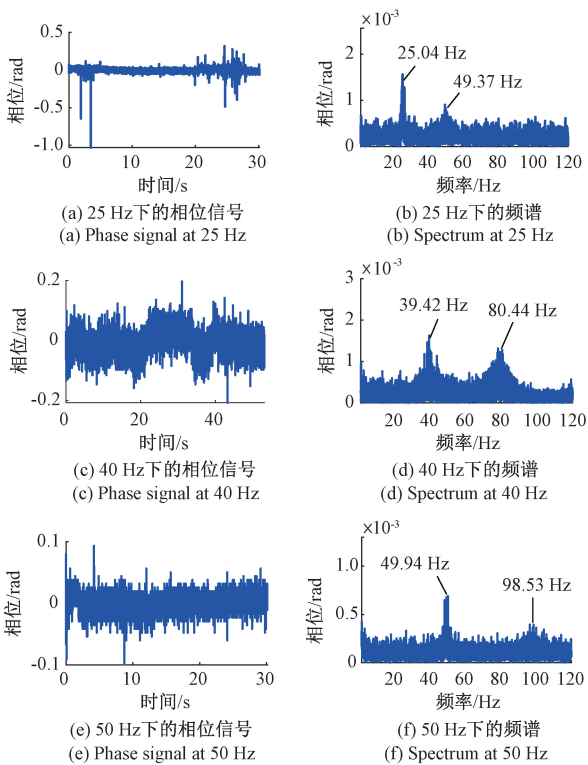 0.5
0
-0.5
-1.0
相位/rad
0
10
20
30
时间/s
(a) 25 Hz下的相位信号
(a) Phase signal at 25 Hz
×10⁻³
2
1
0
相位/rad
25.04 Hz
49.37 Hz
20
40
60
80
100
120
频率/Hz
(b) 25 Hz下的频谱
(b) Spectrum at 25 Hz
0.2
0
-0.2
相位/rad
0
20
40
时间/s
(c) 40 Hz下的相位信号
(c) Phase signal at 40 Hz
×10⁻³
3
2
1
0
相位/rad
39.42 Hz
80.44 Hz
20
40
60
80
100
120
频率/Hz
(d) 40 Hz下的频谱
(d) Spectrum at 40 Hz
0.1
0
-0.1
相位/rad
0
10
20
30
时间/s
(e) 50 Hz下的相位信号
(e) Phase signal at 50 Hz
×10⁻³
1.0
0.5
0
相位/rad
49.94 Hz
98.53 Hz
20
40
60
80
100
120
频率/Hz
(f) 50 Hz下的频谱
(f) Spectrum at 50 Hz